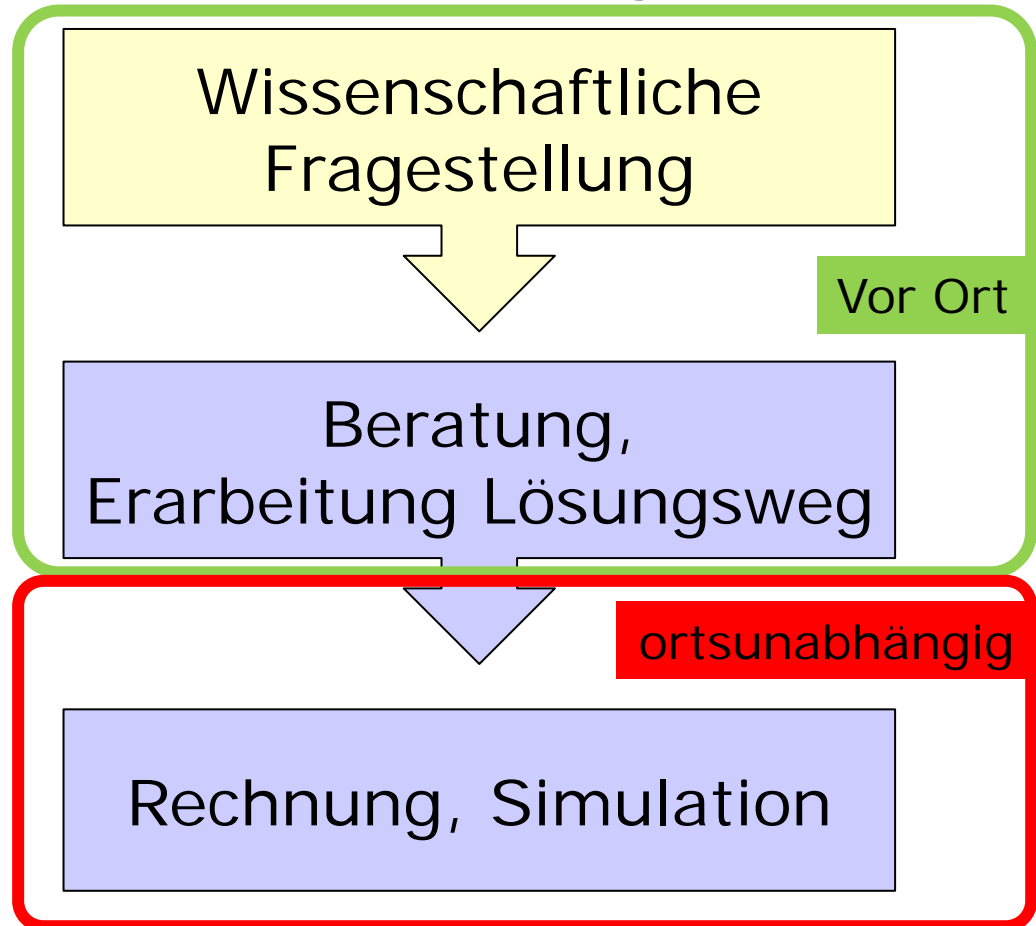 Wissenschaftliche
Fragestellung
Vor Ort
Beratung,
Erarbeitung Lösungsweg
ortsunabhängig
Rechnung, Simulation